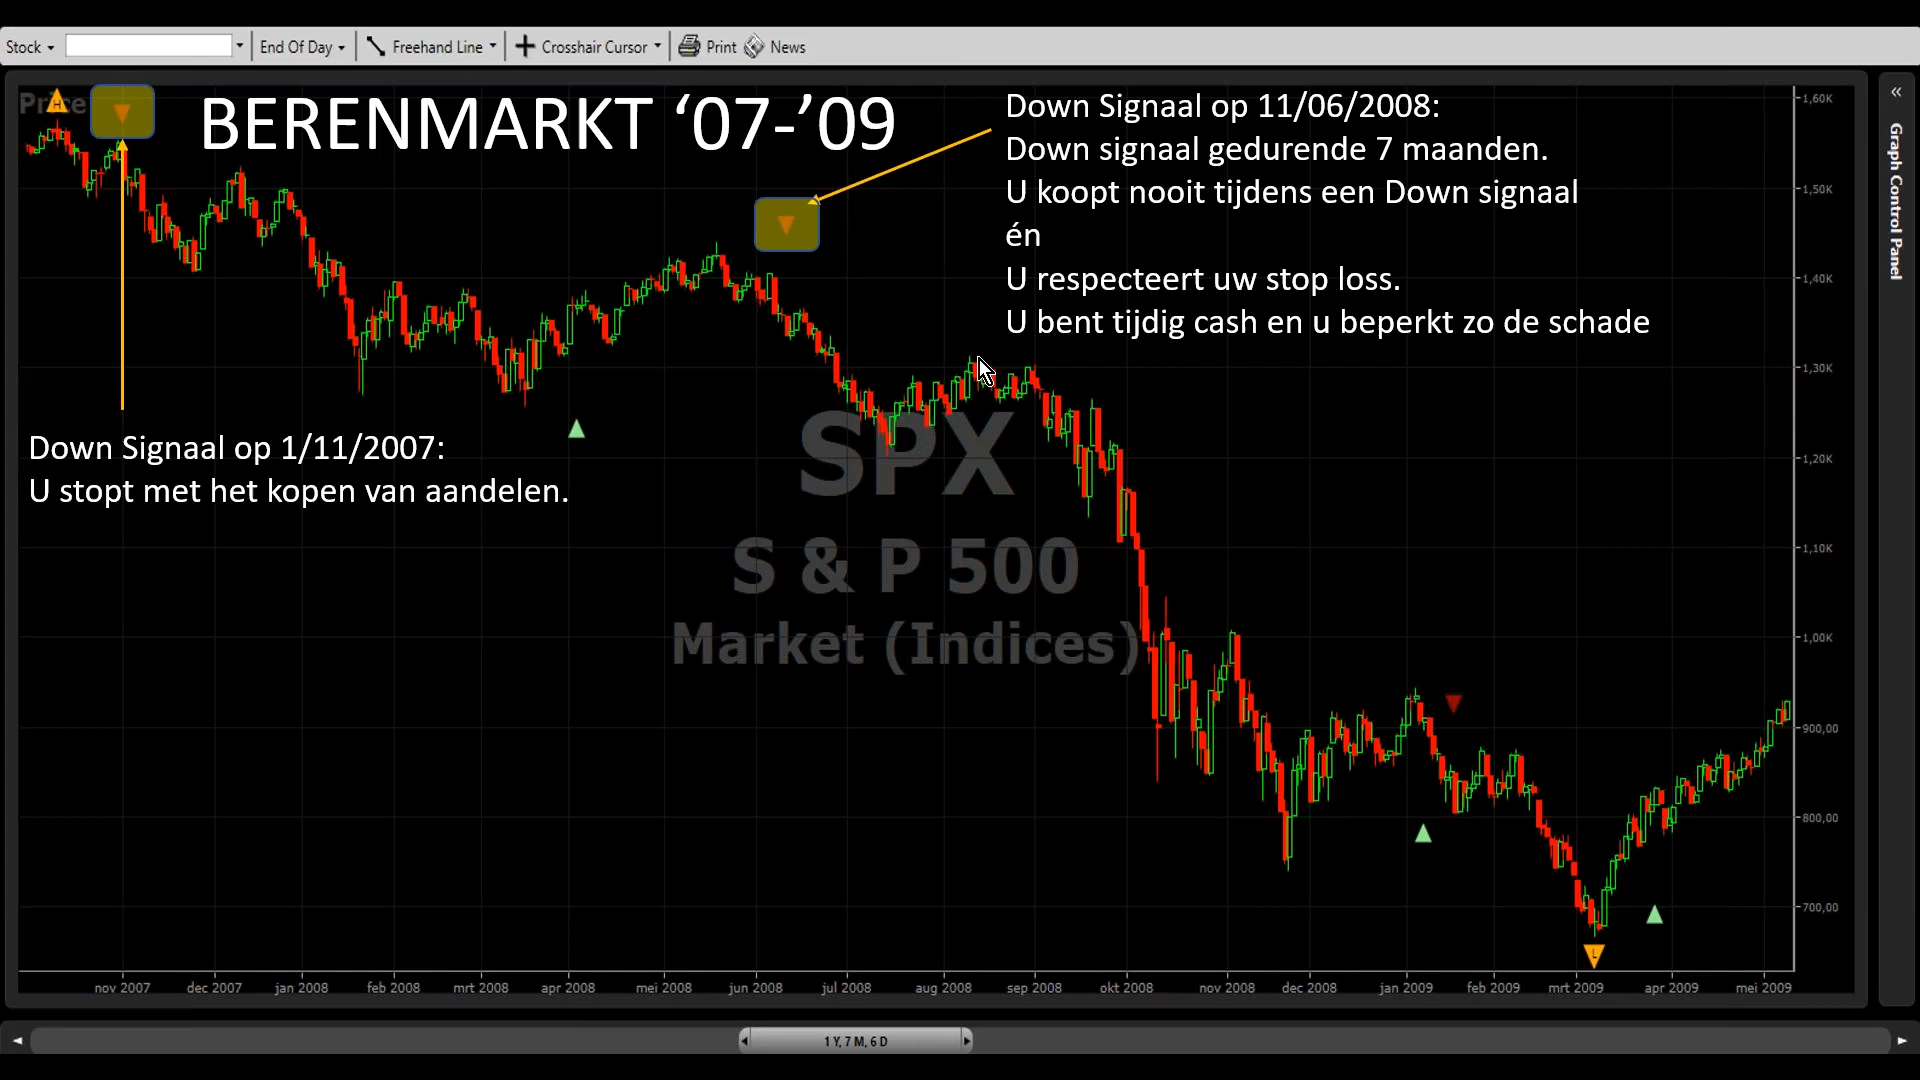 Stock
End Of Day
Freehand Line
Crosshair Cursor
Print
News
Price
H
BERENMARKT ‘07-’09
Down Signaal op 11/06/2008:
Down signaal gedurende 7 maanden.
U koopt nooit tijdens een Down signaal
én
U respecteert uw stop loss.
U bent tijdig cash en u beperkt zo de schade
Down Signaal op 1/11/2007:
U stopt met het kopen van aandelen.
SPX
S & P 500
Market (Indices)
1,60K
1,50K
1,40K
1,30K
1,20K
1,10K
1,00K
900,00
800,00
700,00
L
nov 2007 dec 2007 jan 2008 feb 2008 mrt 2008 apr 2008 mei 2008 jun 2008 jul 2008 aug 2008 sep 2008 okt 2008 nov 2008 dec 2008 jan 2009 feb 2009 mrt 2009 apr 2009 mei 2009
1 Y, 7 M, 6 D
Graph Control Panel